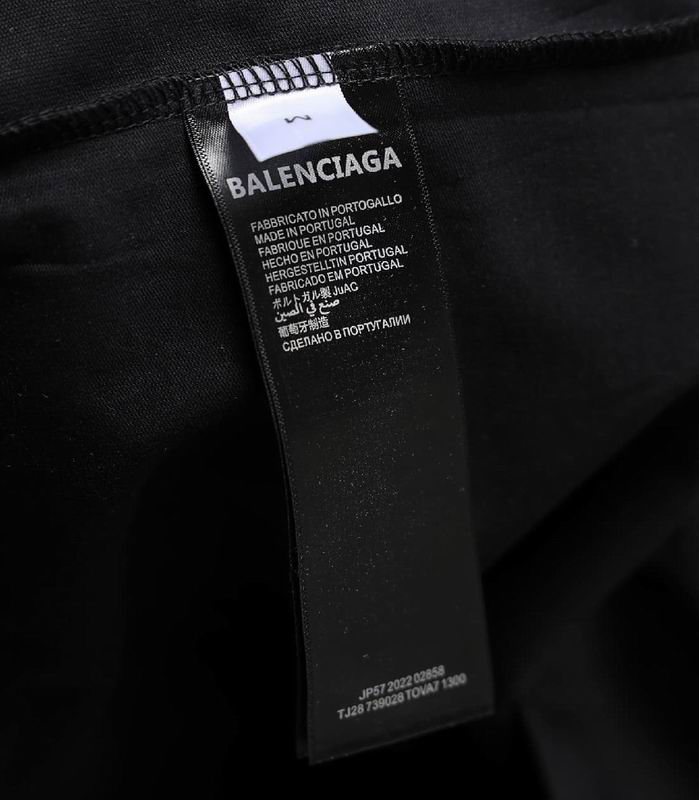 BALENCIAGA
FABBRICATO IN PORTOGALLO
MADE IN PORTUGAL
FABRIQUE EN PORTUGAL
HECHO EN PORTUGAL
HERGESTELLTIN PORTUGAL
FABRICADO EM PORTUGAL
ポルトガル製 JuAC
صنع في الصين
葡萄牙制造
СДЕЛАНО В ПОРТУГАЛИИ
JP57 2022 02858
TJ28 739028 TOVA7 1300